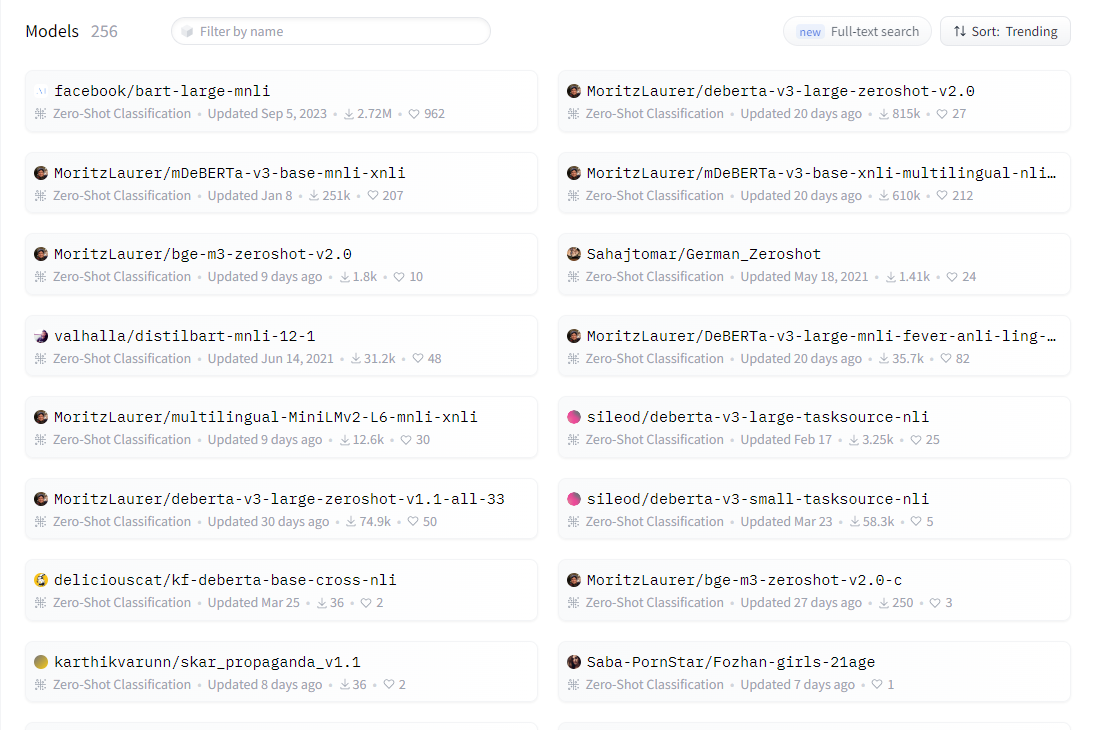 Models 256 Filter by name new Full-text search Sort: Trending
facebook/bart-large-mnli
Zero-Shot Classification • Updated Sep 5, 2023 • 2.72M • 962
MoritzLaurer/deberta-v3-large-zeroshot-v2.0
Zero-Shot Classification • Updated 20 days ago • 815k • 27
MoritzLaurer/mDeBERTa-v3-base-mnli-xnli
Zero-Shot Classification • Updated Jan 8 • 251k • 207
MoritzLaurer/mDeBERTa-v3-base-xnli-multilingual-nli…
Zero-Shot Classification • Updated 20 days ago • 610k • 212
MoritzLaurer/bge-m3-zeroshot-v2.0
Zero-Shot Classification • Updated 9 days ago • 1.8k • 10
Sahajtomar/German_Zeroshot
Zero-Shot Classification • Updated May 18, 2021 • 1.41k • 24
valhalla/distilbart-mnli-12-1
Zero-Shot Classification • Updated Jun 14, 2021 • 31.2k • 48
MoritzLaurer/DeBERTa-v3-large-mnli-fever-anli-ling-…
Zero-Shot Classification • Updated 20 days ago • 35.7k • 82
MoritzLaurer/multilingual-MiniLMv2-L6-mnli-xnli
Zero-Shot Classification • Updated 9 days ago • 12.6k • 30
sileod/deberta-v3-large-tasksource-nli
Zero-Shot Classification • Updated Feb 17 • 3.25k • 25
MoritzLaurer/deberta-v3-large-zeroshot-v1.1-all-33
Zero-Shot Classification • Updated 30 days ago • 74.9k • 50
sileod/deberta-v3-small-tasksource-nli
Zero-Shot Classification • Updated Mar 23 • 58.3k • 5
deliciouscat/kf-deberta-base-cross-nli
Zero-Shot Classification • Updated Mar 25 • 36 • 2
MoritzLaurer/bge-m3-zeroshot-v2.0-c
Zero-Shot Classification • Updated 27 days ago • 250 • 3
karthikvarunn/skar_propaganda_v1.1
Zero-Shot Classification • Updated 8 days ago • 36 • 2
Saba-PornStar/Fozhan-girls-21age
Zero-Shot Classification • Updated 7 days ago • 1